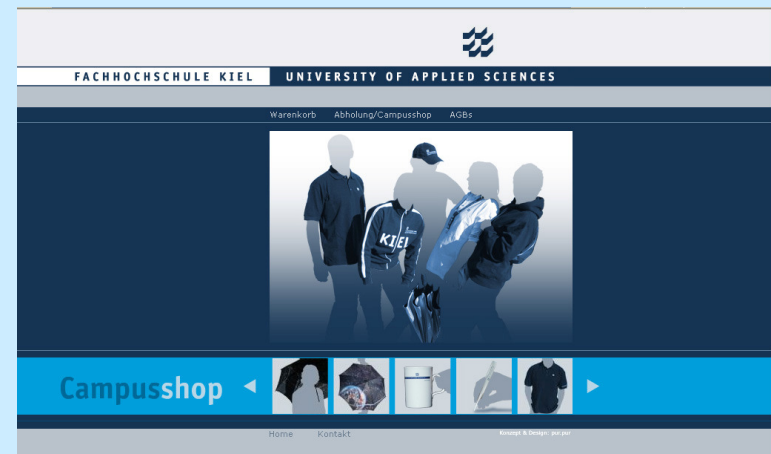 FACHHOCHSCHULE KIEL UNIVERSITY OF APPLIED SCIENCES
Warenkorb Abholung/Campusshop AGBs
KIEL
Campusshop
Home Kontakt Konzept & Design: pur.pur